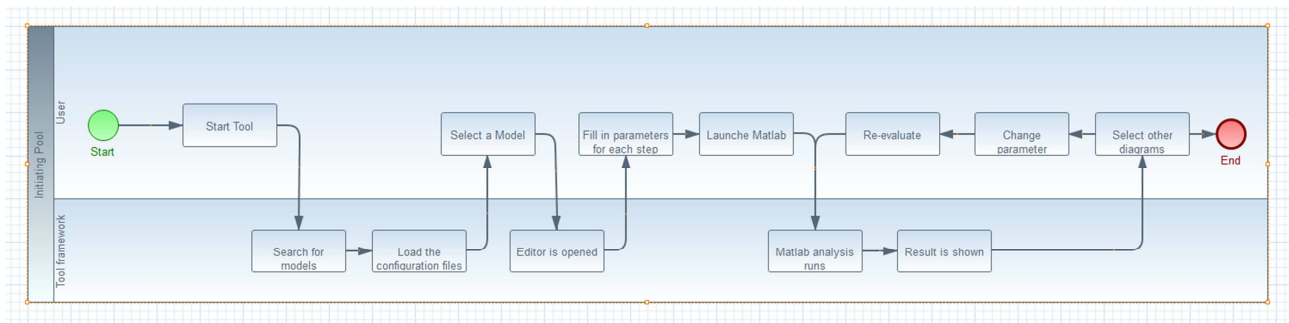 Initiating Pool
User
Start
Start Tool
Select a Model
Fill in parameters
for each step
Launche Matlab
Re-evaluate
Change
parameter
Select other
diagrams
End
Tool framework
Search for
models
Load the
configuration files
Editor is opened
Matlab analysis
runs
Result is shown